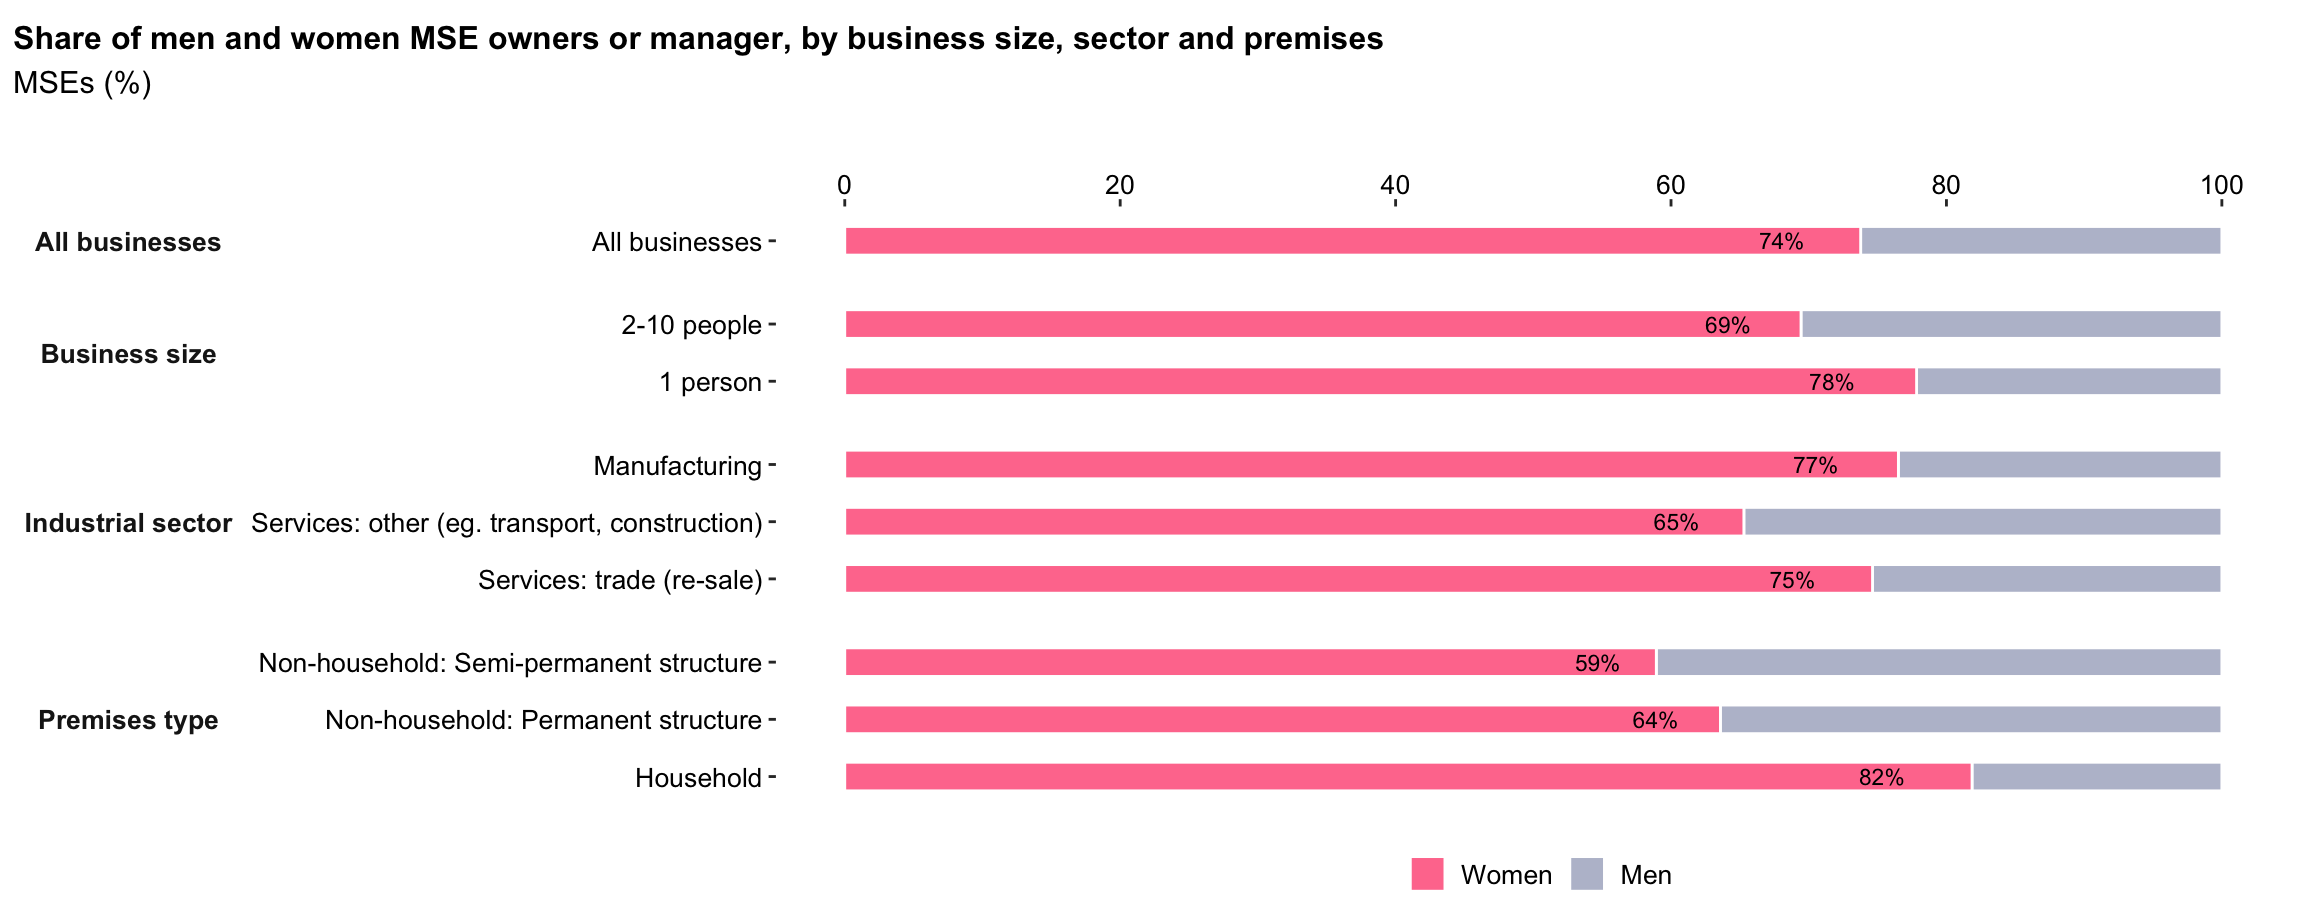 Share of men and women MSE owners or manager, by business size, sector and premises
MSEs (%)
0 20 40 60 80 100
All businesses All businesses 74%
2-10 people 69%
Business size
1 person 78%
Manufacturing 77%
Industrial sector Services: other (eg. transport, construction) 65%
Services: trade (re-sale) 75%
Non-household: Semi-permanent structure 59%
Premises type Non-household: Permanent structure 64%
Household 82%
Women Men